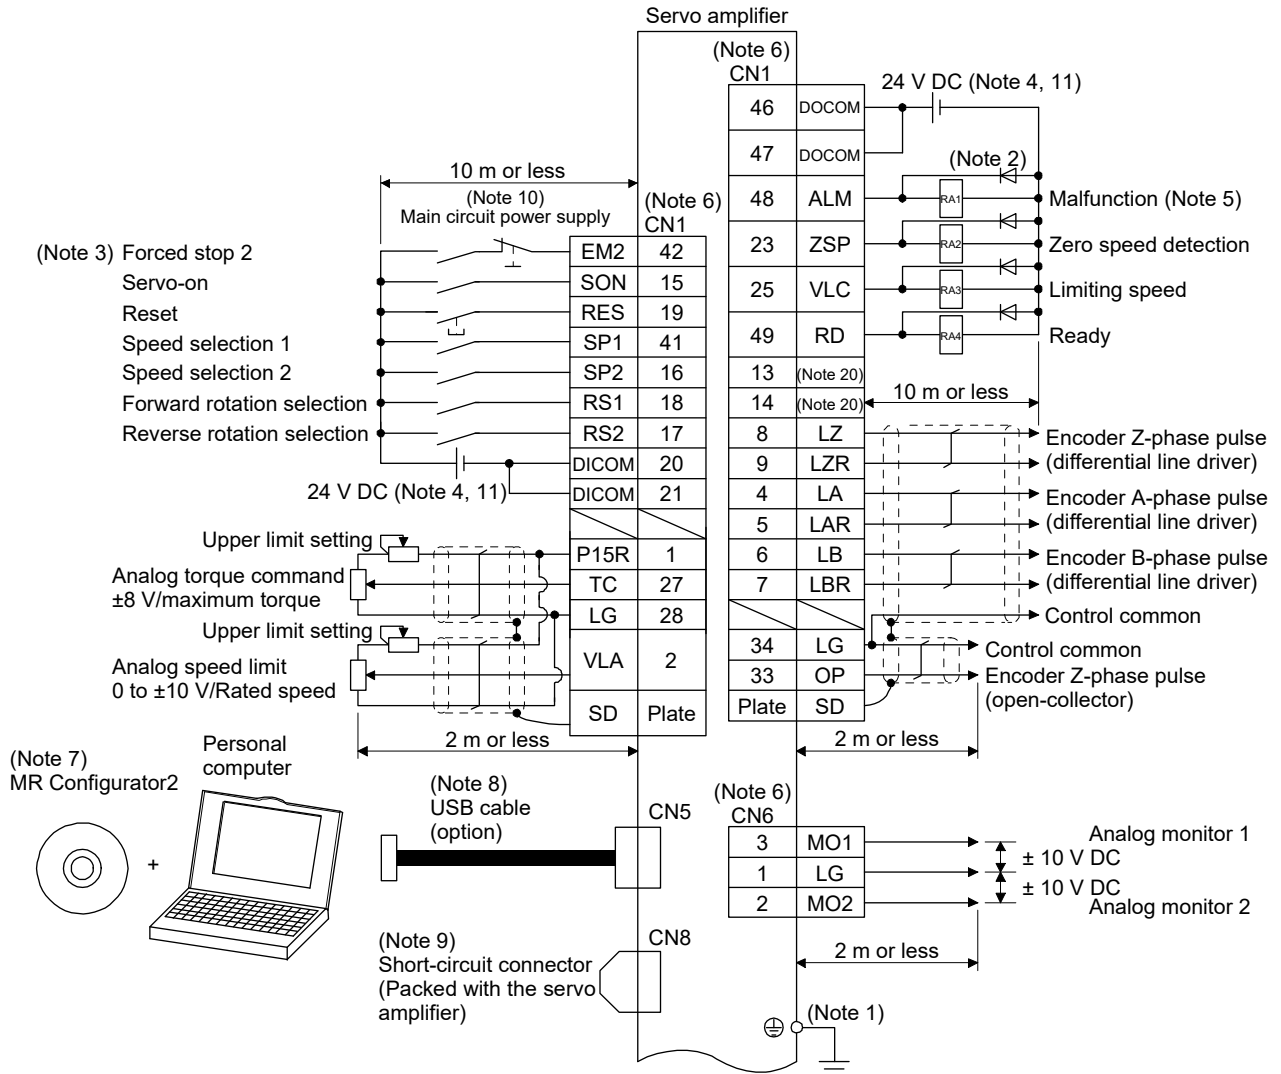 Servo amplifier
(Note 6)
CN1
24 V DC (Note 4, 11)
46 DOCOM
47 DOCOM
(Note 2)
48 ALM RA1 Malfunction (Note 5)
23 ZSP RA2 Zero speed detection
25 VLC RA3 Limiting speed
49 RD RA4 Ready
13 (Note 20)
14 (Note 20)
10 m or less
8 LZ
9 LZR
Encoder Z-phase pulse
(differential line driver)
4 LA
5 LAR
Encoder A-phase pulse
(differential line driver)
6 LB
7 LBR
Encoder B-phase pulse
(differential line driver)
Control common
34 LG
Control common
33 OP
Encoder Z-phase pulse
(open-collector)
Plate SD
2 m or less
10 m or less
(Note 10)
Main circuit power supply
(Note 6)
CN1
(Note 3) Forced stop 2 EM2 42
Servo-on SON 15
Reset RES 19
Speed selection 1 SP1 41
Speed selection 2 SP2 16
Forward rotation selection RS1 18
Reverse rotation selection RS2 17
DICOM 20
24 V DC (Note 4, 11) DICOM 21
Upper limit setting
P15R 1
Analog torque command
±8 V/maximum torque
TC 27
LG 28
Upper limit setting
Analog speed limit
0 to ±10 V/Rated speed
VLA 2
SD Plate
2 m or less
(Note 7)
MR Configurator2
Personal
computer
+
(Note 8)
USB cable
(option)
CN5
(Note 9)
Short-circuit connector
(Packed with the servo
amplifier)
CN8
(Note 6)
CN6
3 MO1
Analog monitor 1
± 10 V DC
1 LG
± 10 V DC
2 MO2
Analog monitor 2
2 m or less
(Note 1)